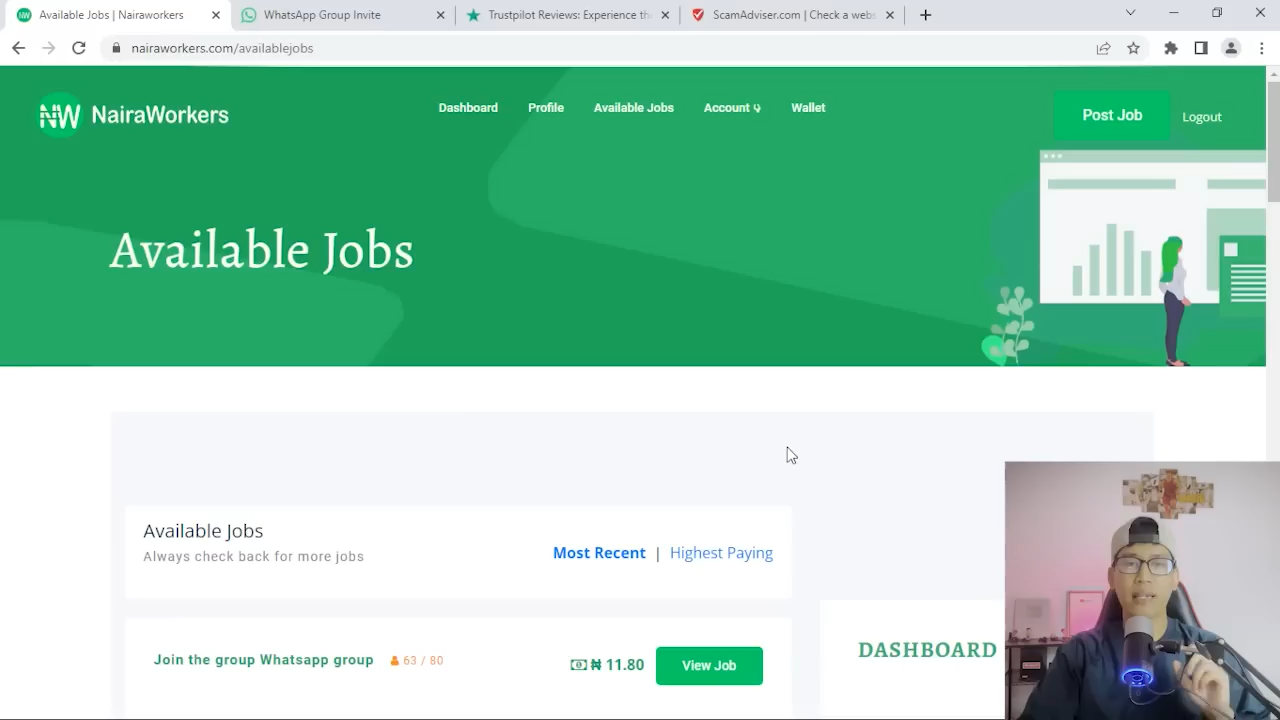 Available Jobs | Nairaworkers
WhatsApp Group Invite
Trustpilot Reviews: Experience th
ScamAdviser.com | Check a webs
nairaworkers.com/availablejobs
NW NairaWorkers
Dashboard
Profile
Available Jobs
Account
Wallet
Post Job
Logout
Available Jobs
Available Jobs
Always check back for more jobs
Most Recent | Highest Paying
Join the group Whatsapp group
63 / 80
₦ 11.80
View Job
DASHBOARD